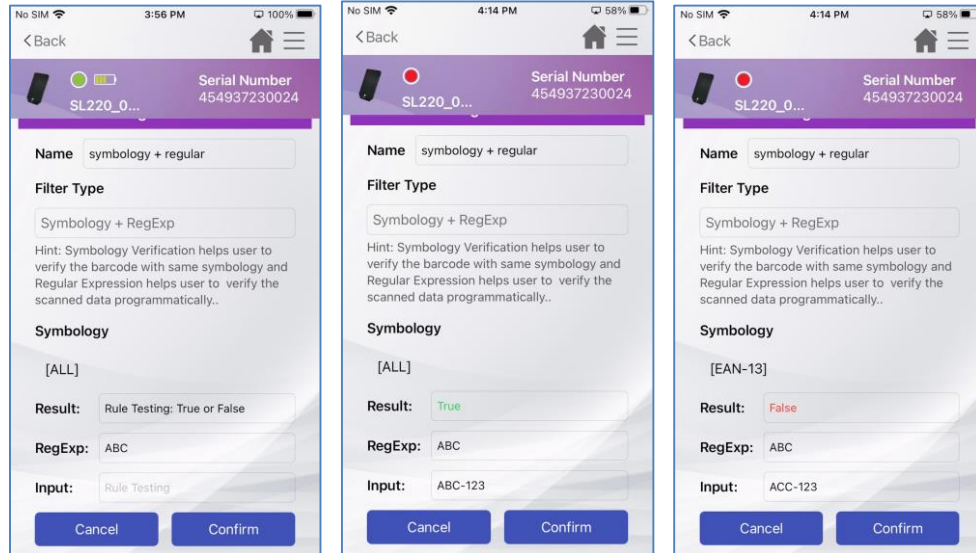 No SIM 3:56 PM 100%
Back
Serial Number
SL220_0... 454937230024
Name symbology + regular
Filter Type
Symbology + RegExp
Hint: Symbology Verification helps user to
verify the barcode with same symbology and
Regular Expression helps user to verify the
scanned data programmatically..
Symbology
[ALL]
Result: Rule Testing: True or False
RegExp: ABC
Input: Rule Testing
Cancel Confirm
No SIM 4:14 PM 58%
Back
Serial Number
SL220_0... 454937230024
Name symbology + regular
Filter Type
Symbology + RegExp
Hint: Symbology Verification helps user to
verify the barcode with same symbology and
Regular Expression helps user to verify the
scanned data programmatically..
Symbology
[ALL]
Result: True
RegExp: ABC
Input: ABC-123
Cancel Confirm
No SIM 4:14 PM 58%
Back
Serial Number
SL220_0... 454937230024
Name symbology + regular
Filter Type
Symbology + RegExp
Hint: Symbology Verification helps user to
verify the barcode with same symbology and
Regular Expression helps user to verify the
scanned data programmatically..
Symbology
[EAN-13]
Result: False
RegExp: ABC
Input: ACC-123
Cancel Confirm